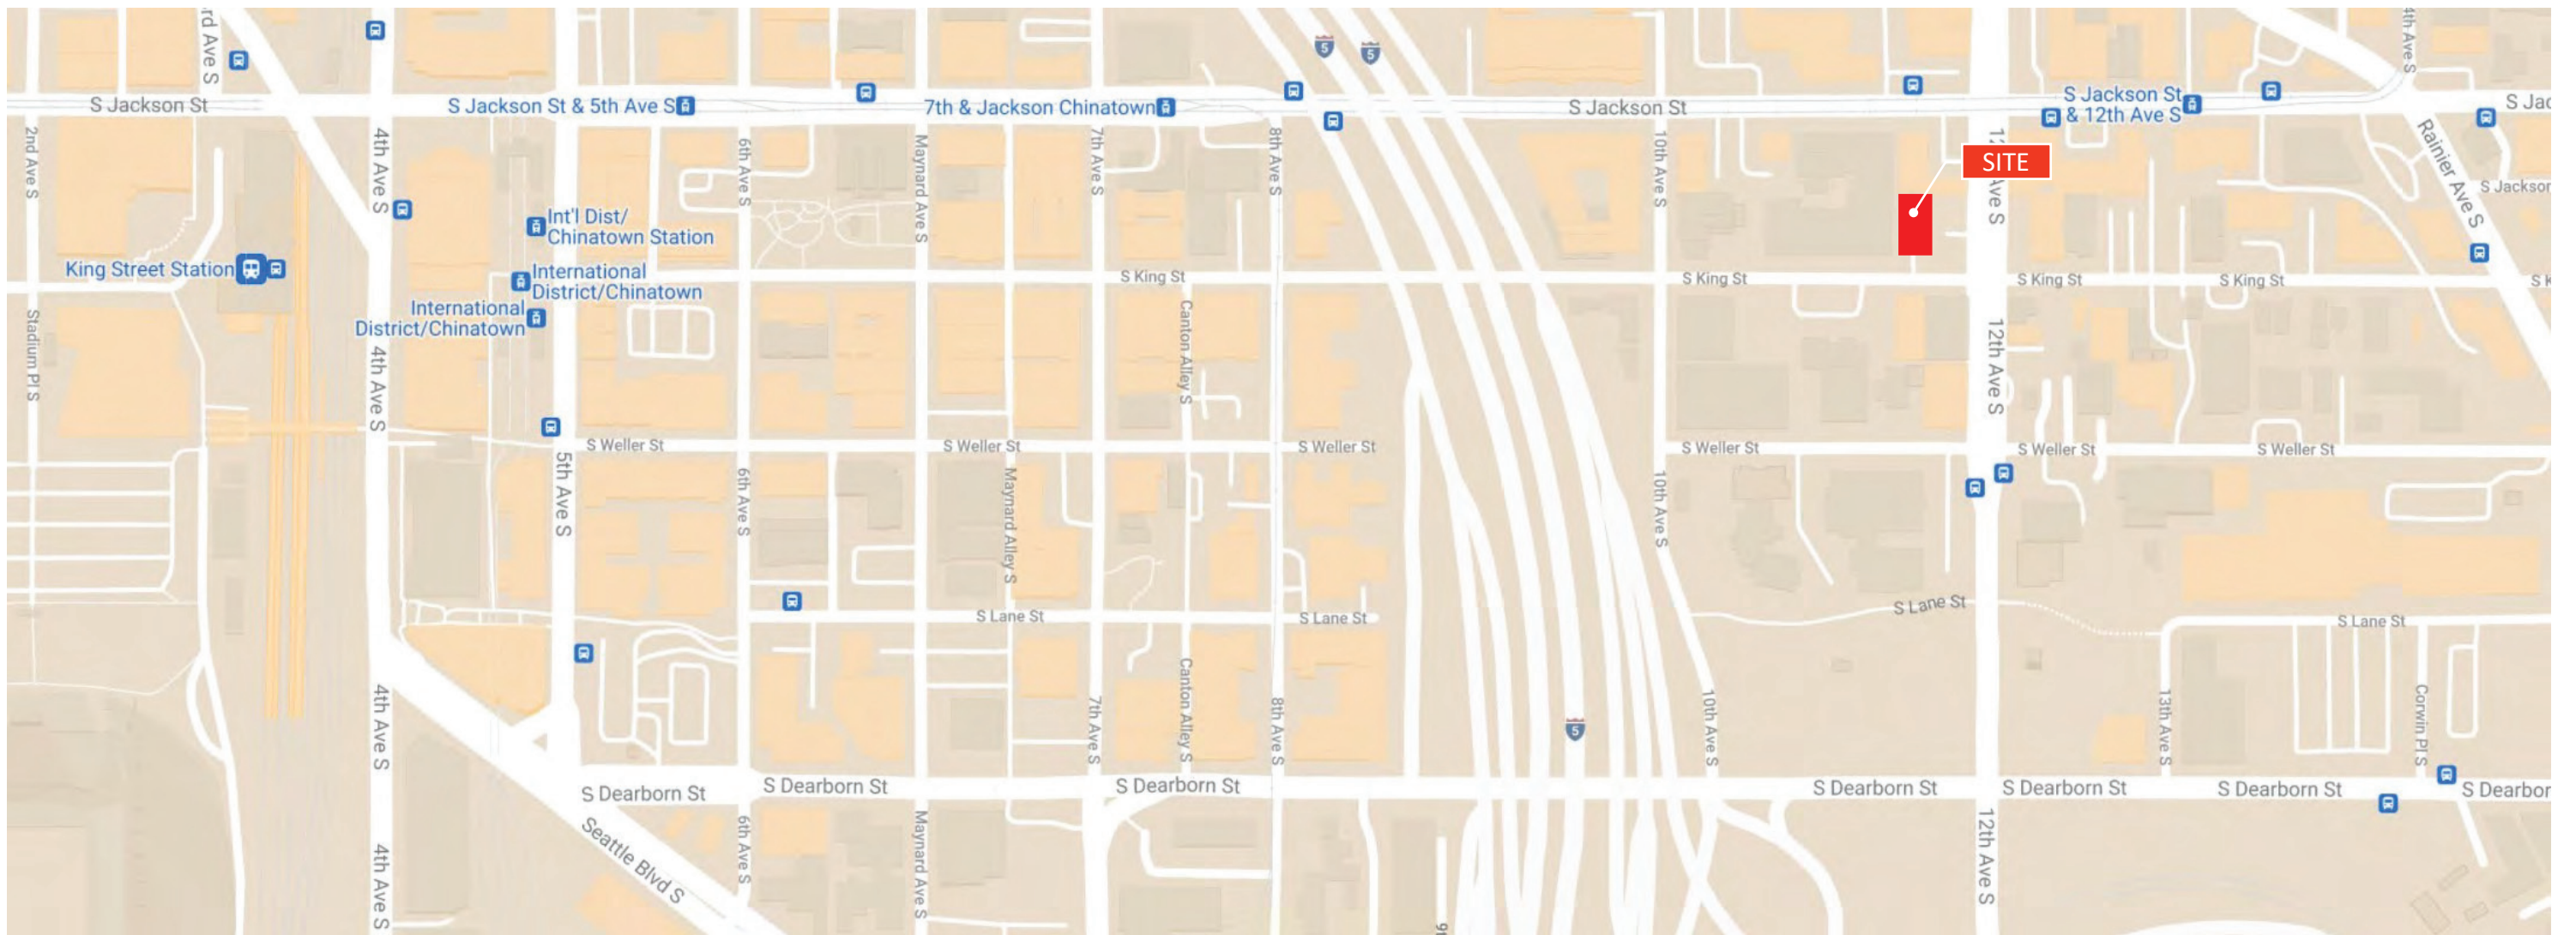 S Jackson St
S Jackson St & 5th Ave S
7th & Jackson Chinatown
S Jackson St
S Jackson St
& 12th Ave S
5
5
2nd Ave S
4th Ave S
6th Ave S
Maynard Ave S
7th Ave S
8th Ave S
10th Ave S
SITE
Rainier Ave S
King Street Station
Int'l Dist/
Chinatown Station
International
District/Chinatown
International
District/Chinatown
S King St
S King St
S King St
S King St
Stadium Pl S
4th Ave S
Canton Alley S
12th Ave S
S Weller St
S Weller St
S Weller St
S Weller St
S Weller St
S Weller St
5th Ave S
6th Ave S
Maynard Alley S
10th Ave S
S Lane St
S Lane St
S Lane St
S Lane St
4th Ave S
7th Ave S
Canton Alley S
8th Ave S
5
10th Ave S
13th Ave S
Corwin Pl S
S Dearborn St
S Dearborn St
S Dearborn St
S Dearborn St
S Dearborn St
S Dearborn St
Seattle Blvd S
4th Ave S
6th Ave S
Maynard Ave S
12th Ave S